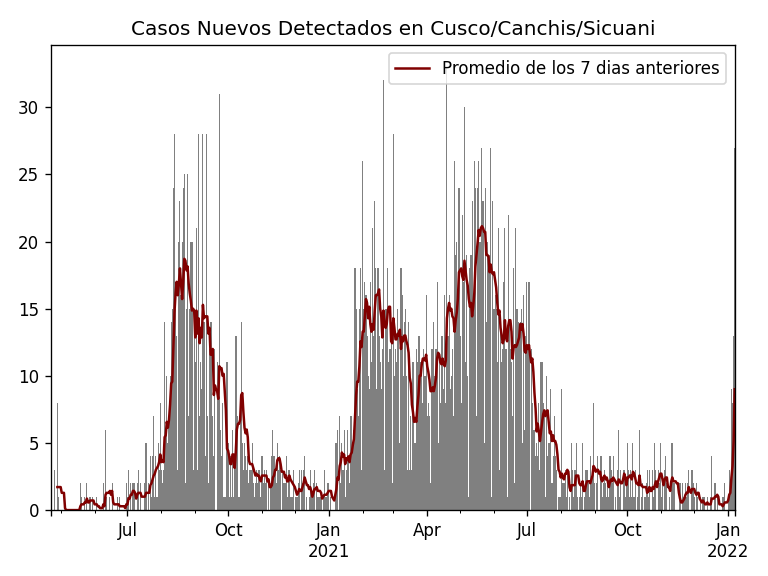 Casos Nuevos Detectados en Cusco/Canchis/Sicuani
Promedio de los 7 dias anteriores
30
25
20
15
10
5
0
Jul Oct Jan Apr Jul Oct Jan
2021 2022